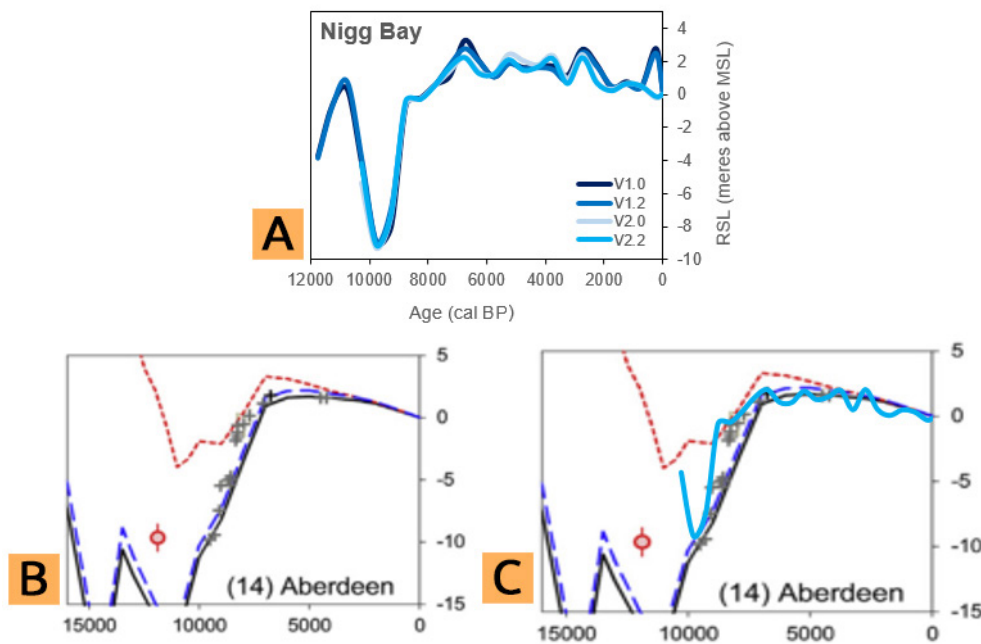 Nigg Bay
4
2
0
-2
-4
-6
-8
-10
RSL (meres above MSL)
V1.0
V1.2
V2.0
V2.2
A
12000 10000 8000 6000 4000 2000 0
Age (cal BP)
5
0
-5
-10
-15
B
(14) Aberdeen
15000 10000 5000 0
5
0
-5
-10
-15
C
(14) Aberdeen
15000 10000 5000 0